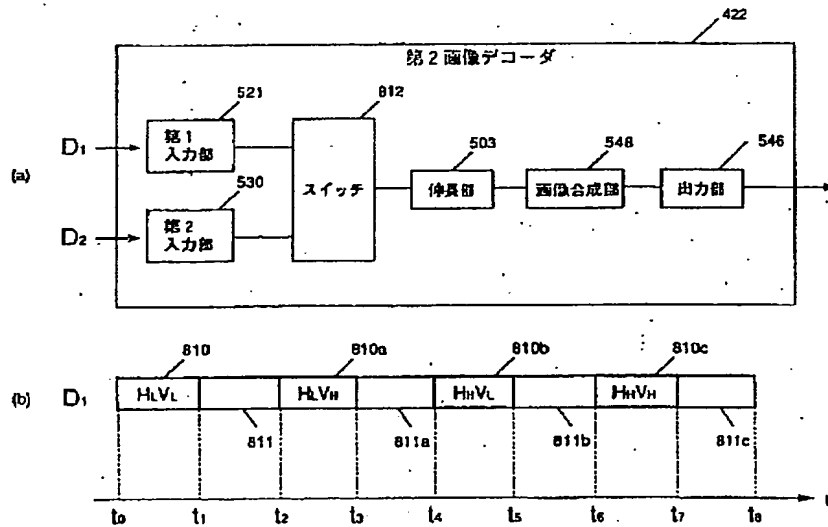 422
第2画像デコーダ
521
812
D₁
第1
入力部
503
548
546
(a)
530
スイッチ
伸長部
画像合成部
出力部
D₂
第2
入力部
810
810a
810b
810c
(b)
D₁
HLVL
HLVH
HHVL
HHVH
811
811a
811b
811c
t₀
t₁
t₂
t₃
t₄
t₅
t₆
t₇
t₈
t